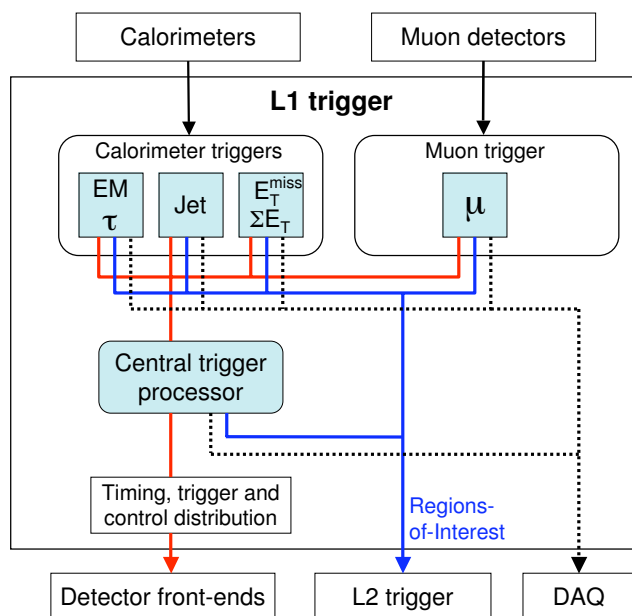 Calorimeters
Muon detectors
L1 trigger
Calorimeter triggers
Muon trigger
EM
τ
Jet
E_T^miss
ΣE_T
μ
Central trigger
processor
Timing, trigger and
control distribution
Regions-
of-Interest
Detector front-ends
L2 trigger
DAQ